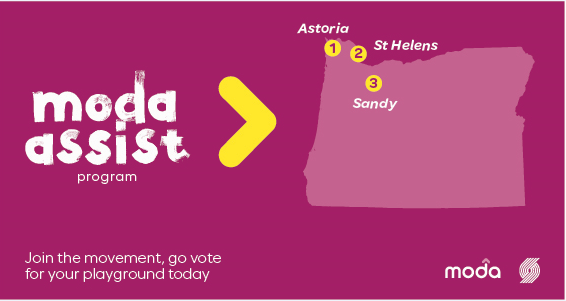 Astoria
1
2
St Helens
3
Sandy
moda
assist
program
Join the movement, go vote
for your playground today
moda